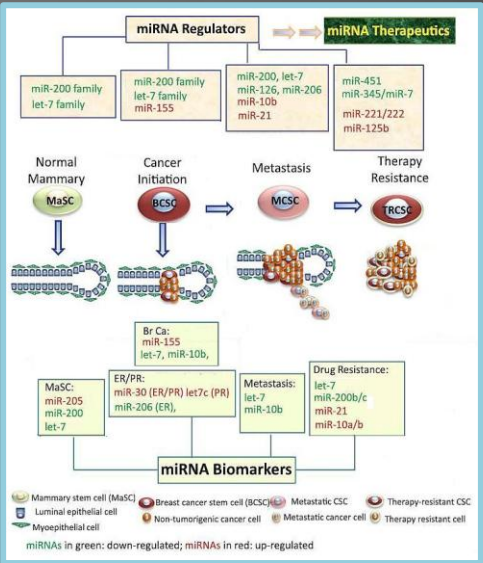 miRNA Regulators
miRNA Therapeutics
miR-200 family
let-7 family
miR-200 family
let-7 family
miR-155
miR-200, let-7
miR-126, miR-206
miR-10b
miR-21
miR-451
miR-345/miR-7
miR-221/222
miR-125b
Normal
Mammary
Cancer
Initiation
Metastasis
Therapy
Resistance
MaSC
BCSC
MCSC
TRCSC
Br Ca:
miR-155
let-7, miR-10b,
MaSC:
miR-205
miR-200
let-7
ER/PR:
miR-30 (ER/PR) let7c (PR)
miR-206 (ER),
Metastasis:
let-7
miR-10b
Drug Resistance:
let-7
miR-200b/c
miR-21
miR-10a/b
miRNA Biomarkers
Mammary stem cell (MaSC)
Breast cancer stem cell (BCSC)
Metastatic CSC
Therapy-resistant CSC
Luminal epithelial cell
Non-tumorigenic cancer cell
Metastatic cancer cell
Therapy resistant cell
Myoepithelial cell
miRNAs in green: down-regulated; miRNAs in red: up-regulated